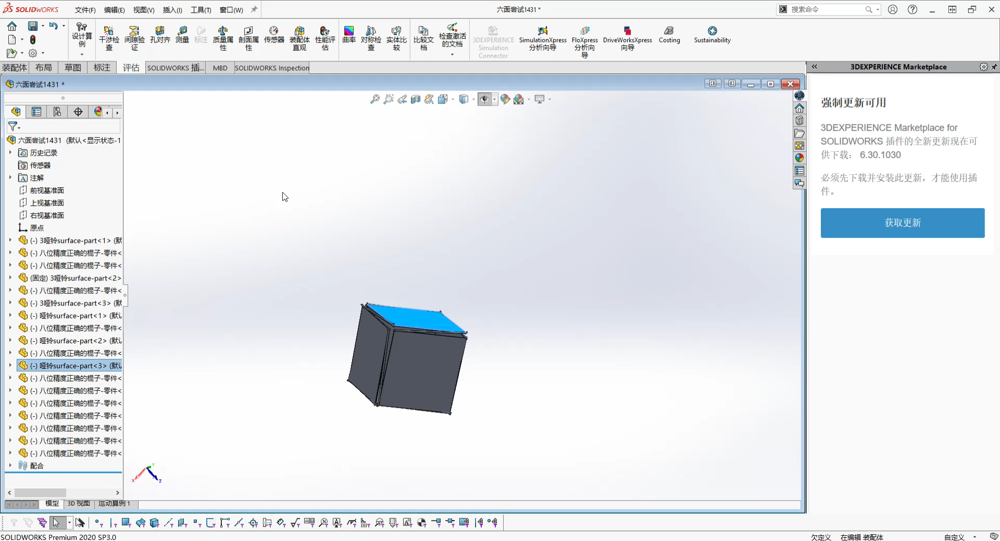 SOLIDWORKS
文件(F)
编辑(E)
视图(V)
插入(I)
工具(T)
窗口(W)
六面尝试1431 *
搜索命令
设计算例
干涉检查
间隙验证
孔对齐
测量
标注
质量属性
剖面属性
传感器
装配体直观
性能评估
曲率
对称检查
实体比较
比较文档
检查激活的文档
3DEXPERIENCE
Simulation
Connector
SimulationXpress
分析向导
FloXpress
分析向导
DriveWorksXpress
向导
Costing
Sustainability
装配体
布局
草图
标注
评估
SOLIDWORKS 插...
MBD
SOLIDWORKS Inspection
3DEXPERIENCE Marketplace
六面尝试1431 *
六面尝试1431 (默认<显示状态-1
历史记录
传感器
注解
前视基准面
上视基准面
右视基准面
原点
(-) 3哑铃surface-part<1> (默
(-) 八位精度正确的棍子-零件<
(-) 八位精度正确的棍子-零件<
(固定) 3哑铃surface-part<2>
(-) 八位精度正确的棍子-零件<
(-) 3哑铃surface-part<3> (默
(-) 哑铃surface-part<1> (默认
(-) 八位精度正确的棍子-零件<
(-) 哑铃surface-part<2> (默认
(-) 八位精度正确的棍子-零件<
(-) 哑铃surface-part<3> (默认
(-) 八位精度正确的棍子-零件<
(-) 八位精度正确的棍子-零件<
(-) 八位精度正确的棍子-零件<
(-) 八位精度正确的棍子-零件<
(-) 八位精度正确的棍子-零件<
(-) 八位精度正确的棍子-零件<
(-) 八位精度正确的棍子-零件<
配合
X
Y
Z
强制更新可用
3DEXPERIENCE Marketplace for
SOLIDWORKS 插件的全新更新现在可
供下载： 6.30.1030
必须先下载并安装此更新，才能使用插
件。
获取更新
模型
3D 视图
运动算例 1
SOLIDWORKS Premium 2020 SP3.0
欠定义
在编辑 装配体
自定义